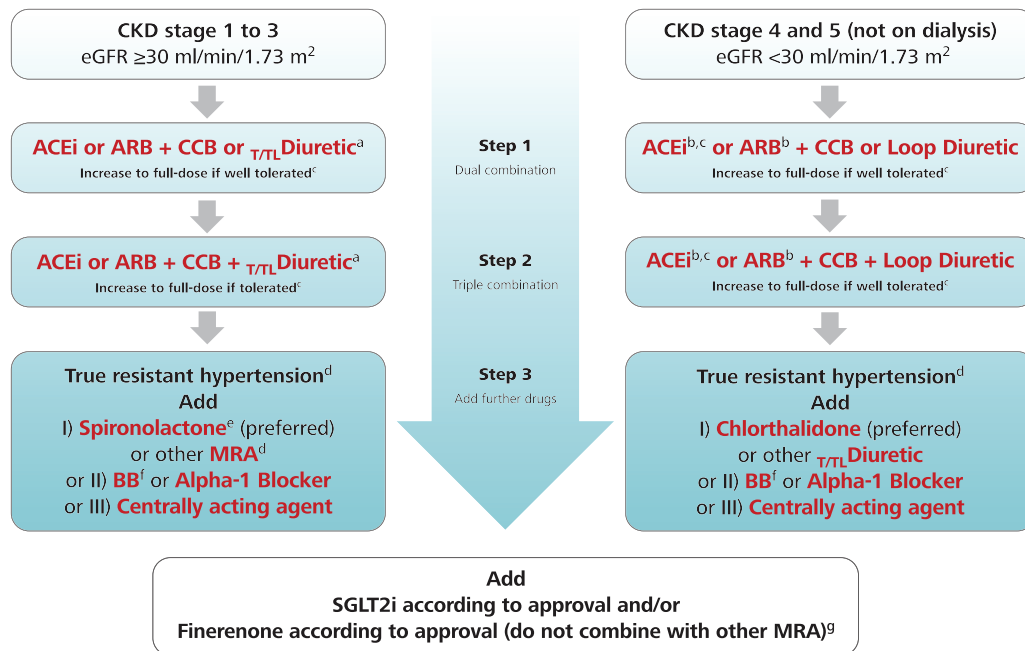 CKD stage 1 to 3
eGFR ≥30 ml/min/1.73 m²
ACEi or ARB + CCB or T/TLDiureticᵃ
Increase to full-dose if well toleratedᶜ
ACEi or ARB + CCB + T/TLDiureticᵃ
Increase to full-dose if toleratedᶜ
True resistant hypertensionᵈ
Add
I) Spironolactoneᵉ (preferred)
or other MRAᵈ
or II) BBᶠ or Alpha-1 Blocker
or III) Centrally acting agent
Step 1
Dual combination
Step 2
Triple combination
Step 3
Add further drugs
CKD stage 4 and 5 (not on dialysis)
eGFR <30 ml/min/1.73 m²
ACEiᵇ,ᶜ or ARBᵇ + CCB or Loop Diuretic
Increase to full-dose if well toleratedᶜ
ACEiᵇ,ᶜ or ARBᵇ + CCB + Loop Diuretic
Increase to full-dose if well toleratedᶜ
True resistant hypertensionᵈ
Add
I) Chlorthalidone (preferred)
or other T/TLDiuretic
or II) BBᶠ or Alpha-1 Blocker
or III) Centrally acting agent
Add
SGLT2i according to approval and/or
Finerenone according to approval (do not combine with other MRA)ᵍ